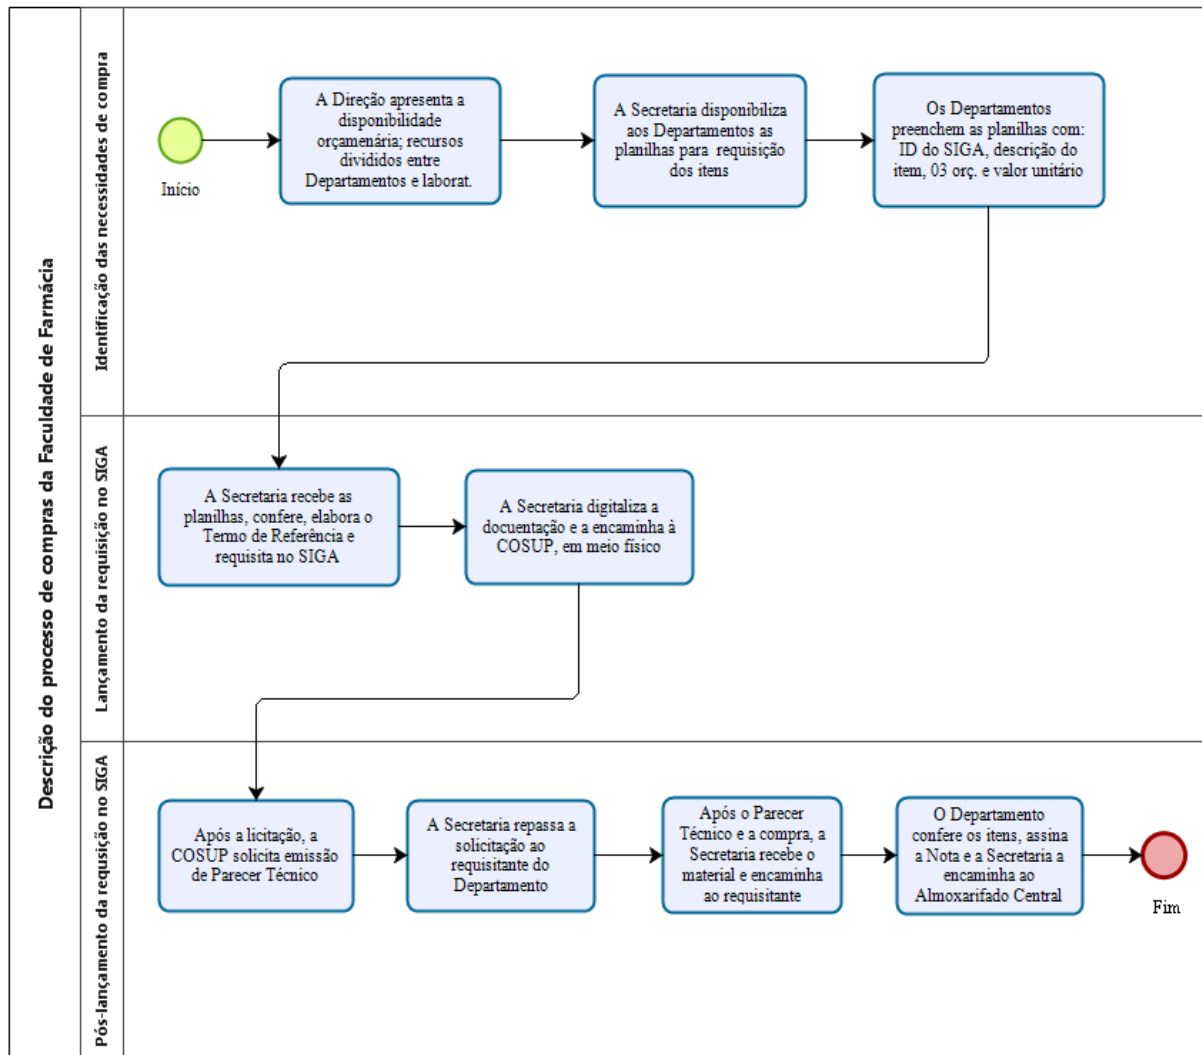 Descrição do processo de compras da Faculdade de Farmácia
Identificação das necessidades de compra
Início
A Direção apresenta a
disponibilidade
orçamenária; recursos
divididos entre
Departamentos e laborat.
A Secretaria disponibiliza
aos Departamentos as
planilhas para requisição
dos itens
Os Departamentos
preenchem as planilhas com:
ID do SIGA, descrição do
item, 03 orç. e valor unitário
Lançamento da requisição no SIGA
A Secretaria recebe as
planilhas, confere, elabora o
Termo de Referência e
requisita no SIGA
A Secretaria digitaliza a
docuentação e a encaminha à
COSUP, em meio físico
Pós-lançamento da requisição no SIGA
Após a licitação, a
COSUP solicita emissão
de Parecer Técnico
A Secretaria repassa a
solicitação ao
requisitante do
Departamento
Após o Parecer
Técnico e a compra, a
Secretaria recebe o
material e encaminha
ao requisitante
O Departamento
confere os itens, assina
a Nota e a Secretaria a
encaminha ao
Almoxarifado Central
Fim